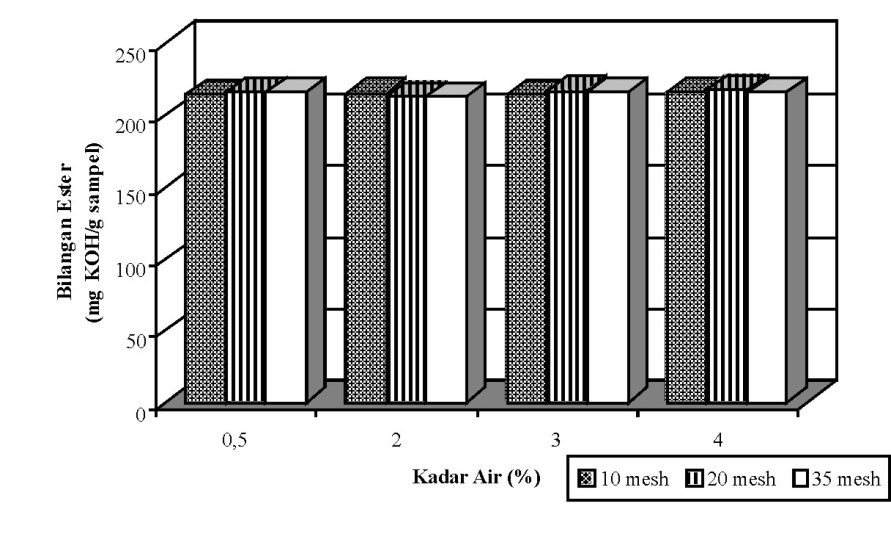 250
200
150
100
50
0
Bilangan Ester
(mg KOH/g sampel)
0,5 2 3 4
Kadar Air (%)
10 mesh 20 mesh 35 mesh